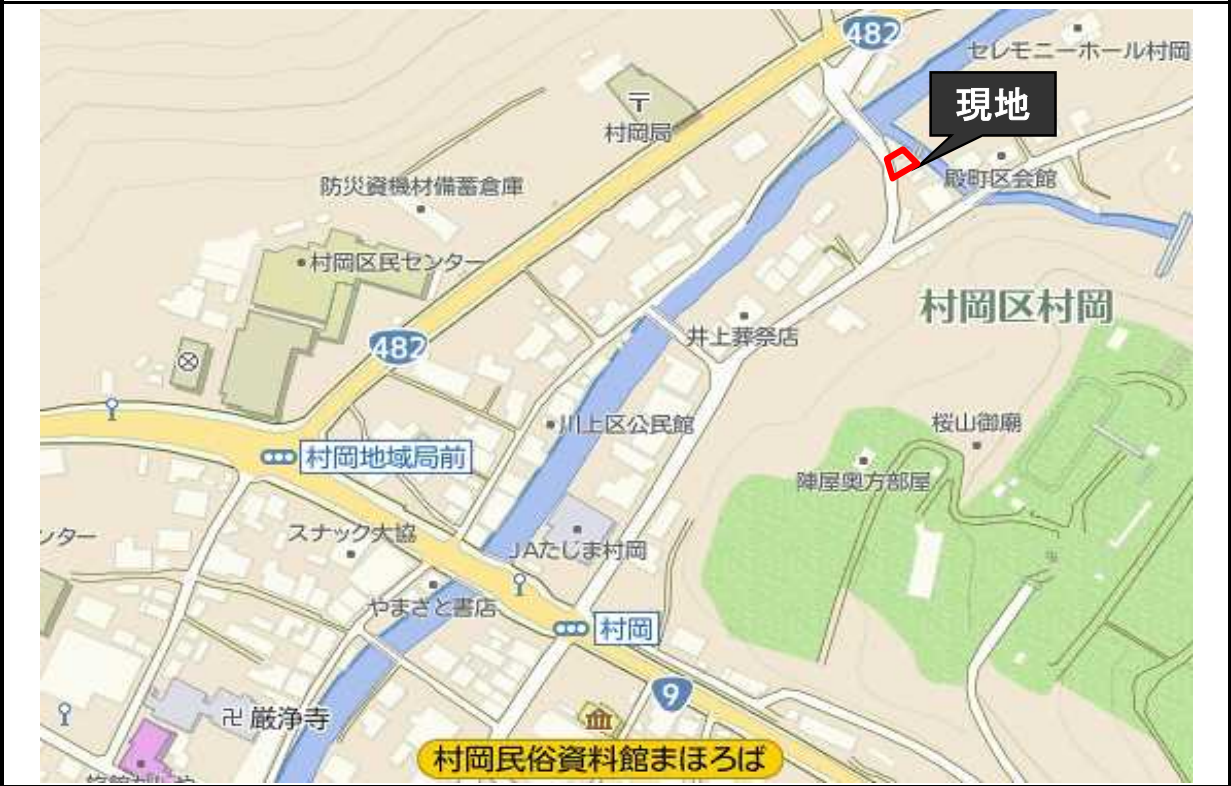 482
セレモニーホール村岡
現地
村岡局
殿町区会館
防災資機材備蓄倉庫
村岡区民センター
村岡区村岡
482
井上葬祭店
川上区公民館
桜山御廟
村岡地域局前
陣屋奥方部屋
スナック大協
ンター
JAたじま村岡
やまさと書店
村岡
9
卍 厳浄寺
村岡民俗資料館まほろば